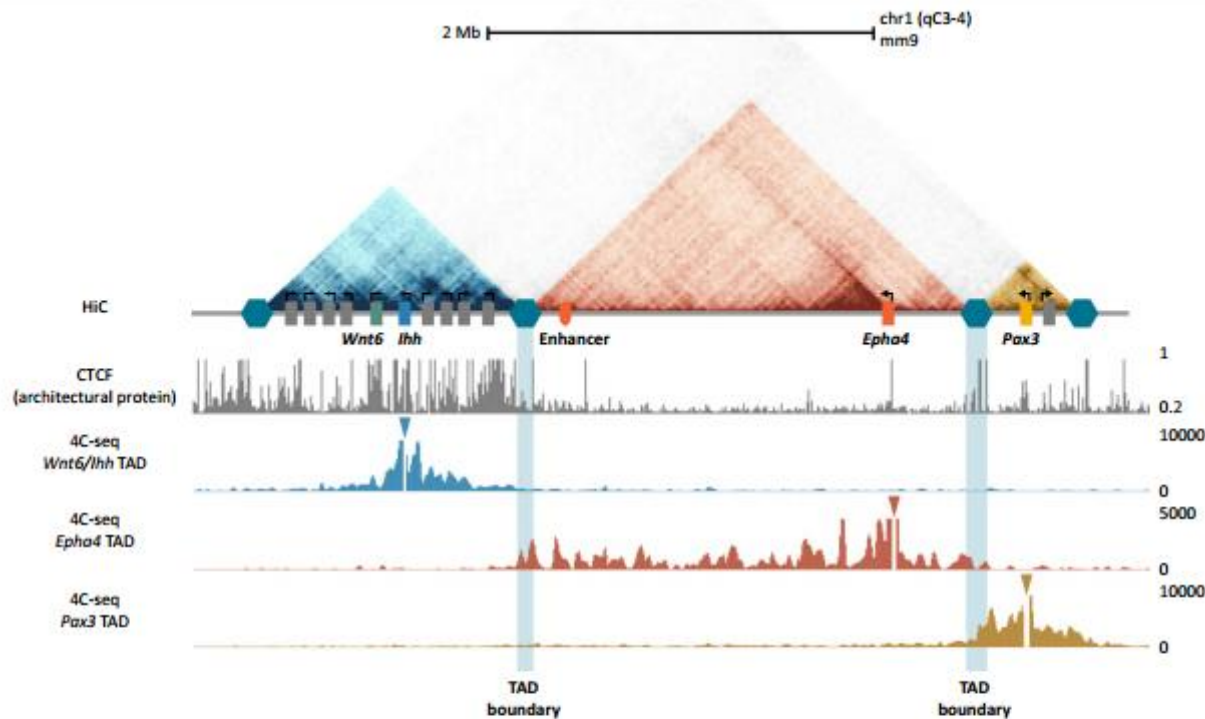 2 Mb
chr1 (qC3-4)
mm9
HiC
Wnt6 Ihh Enhancer Epha4 Pax3
CTCF
(architectural protein)
1
0.2
4C-seq
Wnt6/Ihh TAD
10000
0
4C-seq
Epha4 TAD
5000
0
4C-seq
Pax3 TAD
10000
0
TAD
boundary
TAD
boundary